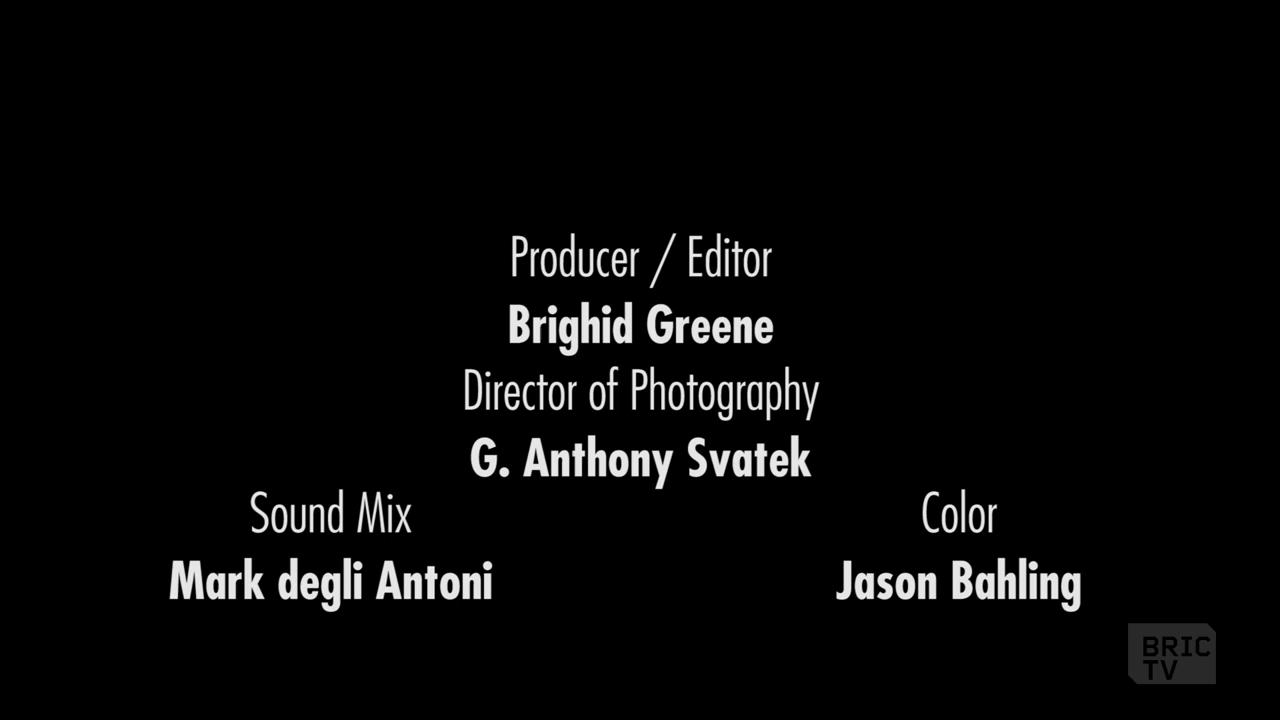 Producer / Editor
Brighid Greene
Director of Photography
G. Anthony Svatek
Sound Mix
Mark degli Antoni
Color
Jason Bahling
BRIC
TV